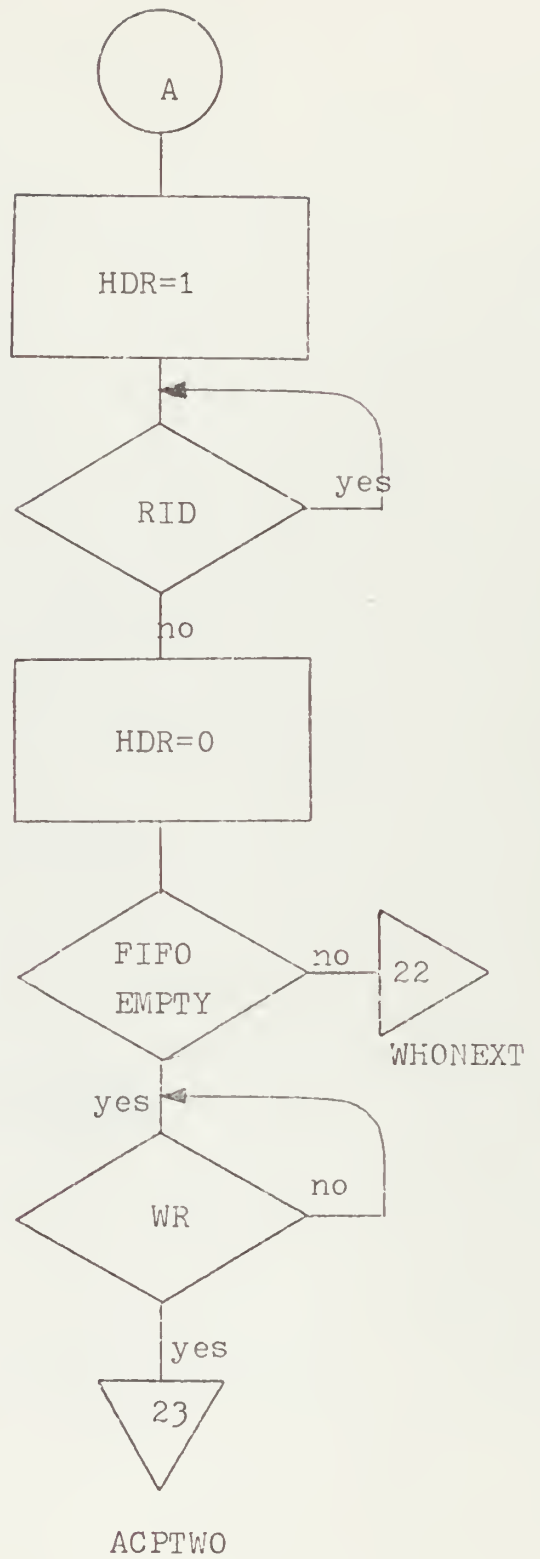 A
HDR=1
yes
RID
no
HDR=0
FIFO
EMPTY
no
22
WHONEXT
yes
no
WR
yes
23
ACPTWO